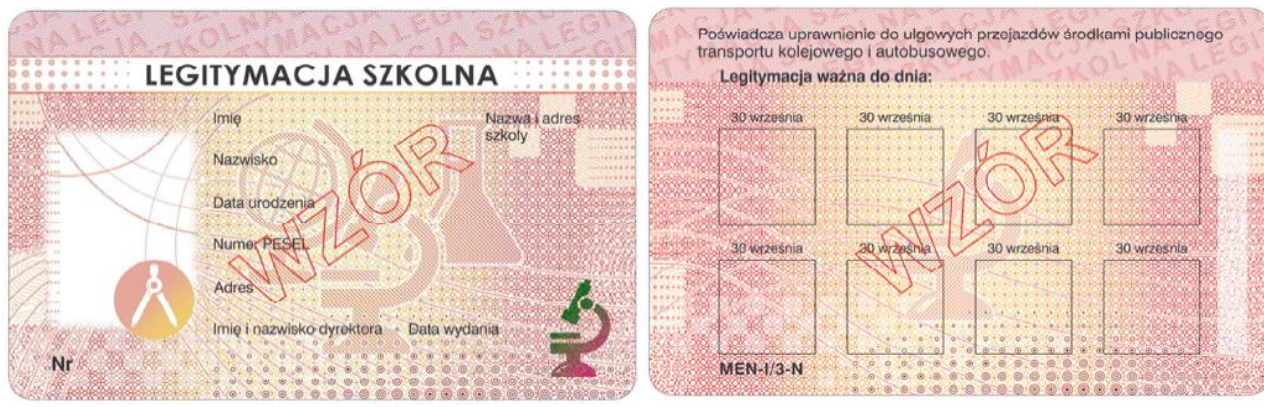 LEGITYMACJA SZKOLNA
Imię
Nazwa i adres
szkoły
Nazwisko
Data urodzenia
Numer PESEL
Adres
Imię i nazwisko dyrektora
Data wydania
Nr
WZÓR
Poświadcza uprawnienie do ulgowych przejazdów środkami publicznego
transportu kolejowego i autobusowego.
Legitymacja ważna do dnia:
30 września 30 września 30 września 30 września
30 września 30 września 30 września 30 września
WZÓR
MEN-I/3-N